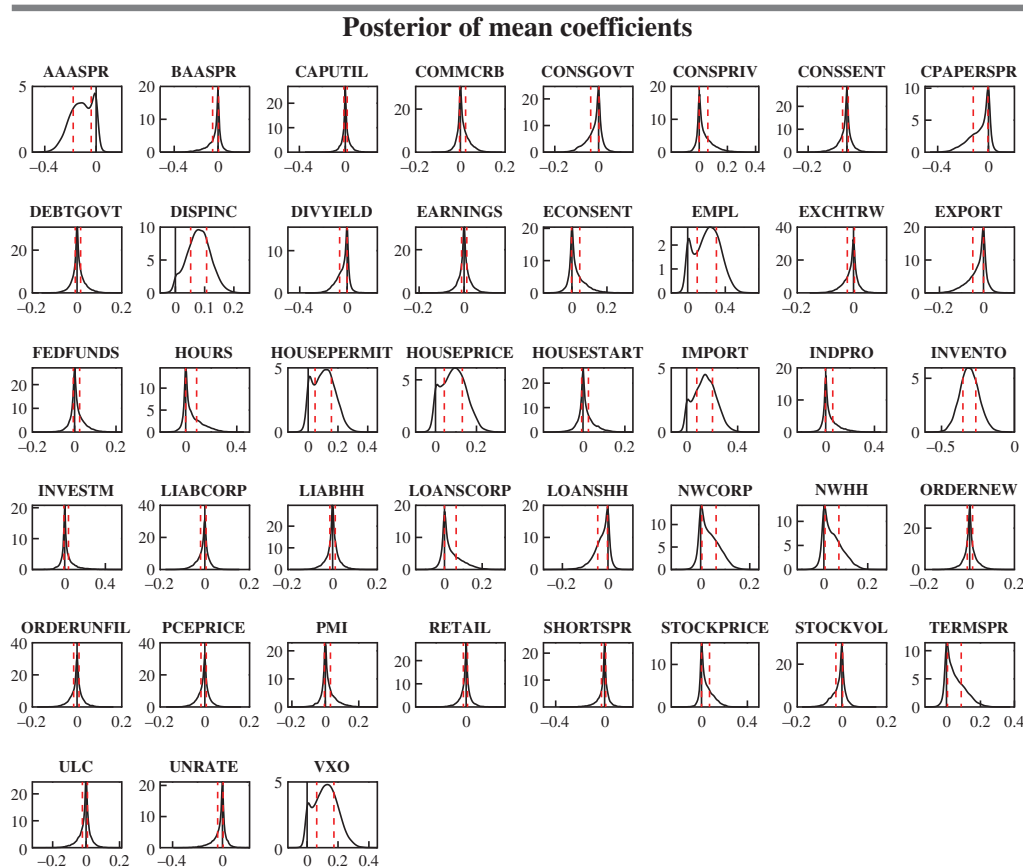 Posterior of mean coefficients
AAASPR BAASPR CAPUTIL COMMCRB CONSGOVT CONSPRIV CONSSENT CPAPERSPR
5 20 20 20 20 20 20 10
0 10 10 10 10 10 10 5
0 0 0 0 0 0 0
−0.4 0 −0.2 0 0 0 0.2 −0.2 0 0 0.2 0.4 −0.2 0 −0.4 0
DEBTGOVT DISPINC DIVYIELD EARNINGS ECONSENT EMPL EXCHTRW EXPORT
20 10 10 20 20 2 20 20
10 5 0 10 10 1 10 10
0 0 0 0 0 0 0
−0.2 0 0.2 0 0.2 −0.2 0 −0.2 0 0 0.2 0 0.4 −0.2 0 −0.2 0
FEDFUNDS HOURS HOUSEPERMIT HOUSEPRICE HOUSESTART IMPORT INDPRO INVENTO
20 10 5 5 20 5 20 5
10 5 0 0 10 0 10 0
0 0 0 0
0 0.2 0 0.4 0 0.2 0.4 0 0.2 0 0.2 0 0.4 0 0.4 −0.5 0
INVESTM LIABCORP LIABHH LOANSCORP LOANSHH NWCORP NWHH ORDERNEW
20 40 20 20 20 10 10 20
10 20 10 10 10 5 5 10
0 0 0 0 0 0 0 0
0 0.4 −0.2 0 0.2 0 0 0.2 −0.2 0 0 0.2 0 0.2 −0.2 0
ORDERUNFIL PCEPRICE PMI RETAIL SHORTSPR STOCKPRICE STOCKVOL TERMSPR
40 40 20 20 20 10 20 10
20 20 10 10 10 0 0 5
0 0 0 0 0 0
−0.2 0 0.2 −0.2 0 0.2 −0.2 0 0.2 0 −0.4 0 0 0.4 −0.2 0 0.2 0 0.2 0.4
ULC UNRATE VXO
20 20 5
10 10 0
0 0
−0.2 0 0.2 −0.4 0 0 0.2 0.4